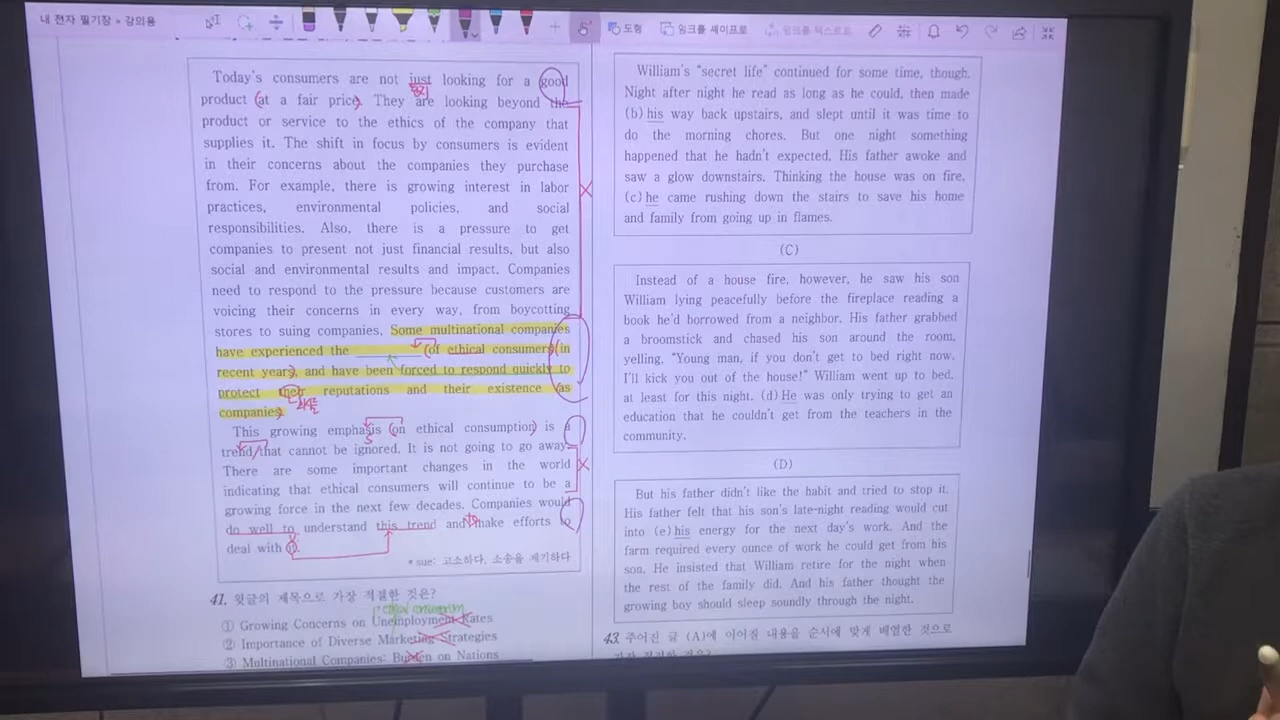 내 전자 필기장 » 강의용
도형
잉크를 셰이프로
잉크를 텍스트로
Today's consumers are not just looking for a good
product (at a fair price). They are looking beyond the
product or service to the ethics of the company that
supplies it. The shift in focus by consumers is evident
in their concerns about the companies they purchase
from. For example, there is growing interest in labor
practices, environmental policies, and social
responsibilities. Also, there is a pressure to get
companies to present not just financial results, but also
social and environmental results and impact. Companies
need to respond to the pressure because customers are
voicing their concerns in every way, from boycotting
stores to suing companies. Some multinational companies
have experienced the (of ethical consumers) (in
recent years), and have been forced to respond quickly to
protect their reputations and their existence (as
companies).
This growing emphasis (on ethical consumption) is a
trend that cannot be ignored. It is not going to go away.
There are some important changes in the world
indicating that ethical consumers will continue to be a
growing force in the next few decades. Companies would
do well to understand this trend and make efforts to
deal with it.
* sue: 고소하다, 소송을 제기하다
41. 윗글의 제목으로 가장 적절한 것은?
① Growing Concerns on Unemployment Rates
② Importance of Diverse Marketing Strategies
③ Multinational Companies: Burden on Nations
William's "secret life" continued for some time, though.
Night after night he read as long as he could, then made
(b) his way back upstairs, and slept until it was time to
do the morning chores. But one night something
happened that he hadn't expected. His father awoke and
saw a glow downstairs. Thinking the house was on fire,
(c) he came rushing down the stairs to save his home
and family from going up in flames.
(C)
Instead of a house fire, however, he saw his son
William lying peacefully before the fireplace reading a
book he'd borrowed from a neighbor. His father grabbed
a broomstick and chased his son around the room,
yelling, "Young man, if you don't get to bed right now,
I'll kick you out of the house!" William went up to bed,
at least for this night. (d) He was only trying to get an
education that he couldn't get from the teachers in the
community.
(D)
But his father didn't like the habit and tried to stop it.
His father felt that his son's late-night reading would cut
into (e) his energy for the next day's work. And the
farm required every ounce of work he could get from his
son. He insisted that William retire for the night when
the rest of the family did. And his father thought the
growing boy should sleep soundly through the night.
43. 주어진 글 (A)에 이어질 내용을 순서에 맞게 배열한 것으로